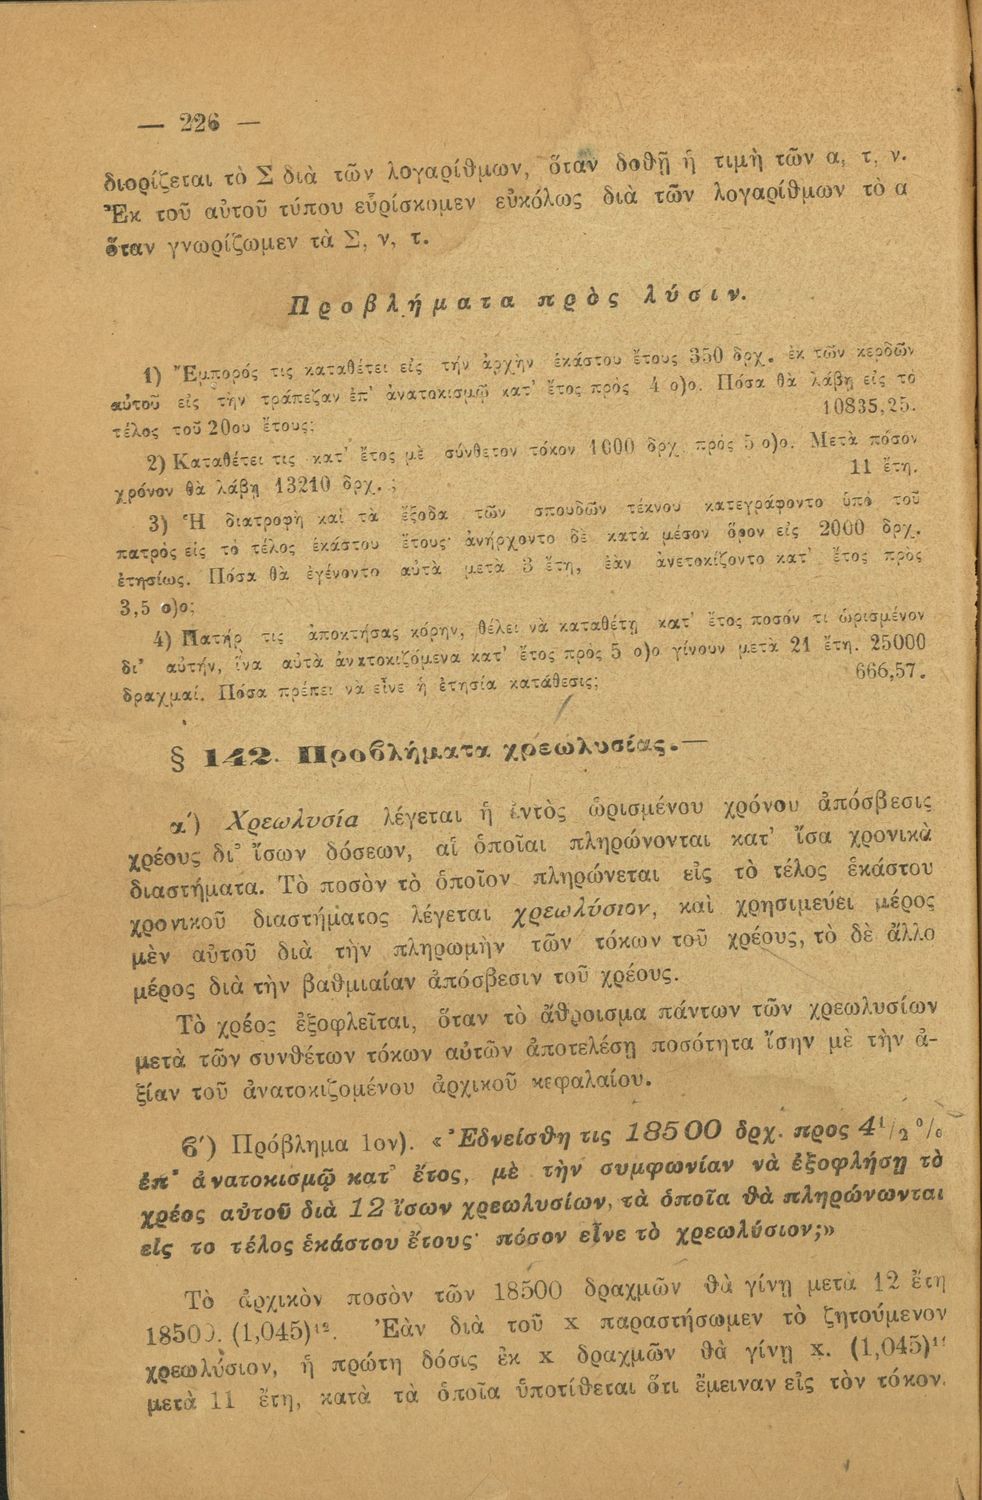 — 226 —
διορίζεται τὸ Σ διὰ τῶν λογαρίθμων, ὅταν δοθῇ ἡ τιμὴ τῶν α, τ, ν.
Ἐκ τοῦ αὐτοῦ τύπου εὑρίσκομεν εὐκόλως διὰ τῶν λογαρίθμων τὸ α
ὅταν γνωρίζωμεν τὰ Σ, ν, τ.
Προβλήματα πρὸς λύσιν.
1) Ἔμπορός τις καταθέτει εἰς τήν ἀρχὴν ἑκάστου ἔτους 350 δρχ. ἐκ τῶν κερδῶν
αὐτοῦ εἰς τὴν τράπεζαν ἐπ' ἀνατοκισμῷ κατ' ἔτος πρὸς 4 ο)ο. Πόσα θὰ λάβῃ εἰς τὸ
τέλος τοῦ 20ου ἔτους; 10835,25.
2) Καταθέτει τις κατ' ἔτος μὲ σύνθετον τόκον 1000 δρχ. πρὸς 5 ο)ο. Μετὰ πόσον
χρόνον θὰ λάβῃ 13210 δρχ. ; 11 ἔτη.
3) Ἡ διατροφὴ καὶ τὰ ἔξοδα τῶν σπουδῶν τέκνου κατεγράφοντο ὑπὸ τοῦ
πατρὸς εἰς τὸ τέλος ἑκάστου ἔτους· ἀνήρχοντο δὲ κατὰ μέσον ὅρον εἰς 2000 δρχ.
ἐτησίως. Πόσα θὰ ἐγένοντο αὐτὰ μετὰ 8 ἔτη, ἐὰν ἀνετοκίζοντο κατ' ἔτος πρὸς
3,5 ο)ο;
4) Πατήρ τις ἀποκτήσας κόρην, θέλει νὰ καταθέτῃ κατ' ἔτος ποσόν τι ὡρισμένον
δι' αὐτήν, ἵνα αὐτὰ ἀνατοκιζόμενα κατ' ἔτος πρὸς 5 ο)ο γίνουν μετὰ 21 ἔτη. 25000
δραχμαί. Πόσα πρέπει νὰ εἶνε ἡ ἐτησία κατάθεσις; 666,57.
§ 142. Προβλήματα χρεωλυσίας.—
α΄) Χρεωλυσία λέγεται ἡ ἐντὸς ὡρισμένου χρόνου ἀπόσβεσις
χρέους δι' ἴσων δόσεων, αἱ ὁποῖαι πληρώνονται κατ' ἴσα χρονικὰ
διαστήματα. Τὸ ποσὸν τὸ ὁποῖον πληρώνεται εἰς τὸ τέλος ἑκάστου
χρονικοῦ διαστήματος λέγεται χρεωλύσιον, καὶ χρησιμεύει μέρος
μὲν αὐτοῦ διὰ τὴν πληρωμὴν τῶν τόκων τοῦ χρέους, τὸ δὲ ἄλλο
μέρος διὰ τὴν βαθμιαίαν ἀπόσβεσιν τοῦ χρέους.
Τὸ χρέος ἐξοφλεῖται, ὅταν τὸ ἄθροισμα πάντων τῶν χρεωλυσίων
μετὰ τῶν συνθέτων τόκων αὐτῶν ἀποτελέσῃ ποσότητα ἴσην μὲ τὴν ἀ-
ξίαν τοῦ ἀνατοκιζομένου ἀρχικοῦ κεφαλαίου.
β΄) Πρόβλημα 1ον). «Ἐδνείσθη τις 18500 δρχ. πρὸς 4¹/₂ %
ἐπ' ἀνατοκισμῷ κατ' ἔτος, μὲ τὴν συμφωνίαν νὰ ἐξοφλήσῃ τὸ
χρέος αὐτοῦ διὰ 12 ἴσων χρεωλυσίων, τὰ ὁποῖα θὰ πληρώνωνται
εἰς το τέλος ἑκάστου ἔτους· πόσον εἶνε τὸ χρεωλύσιον;»
Τὸ ἀρχικὸν ποσὸν τῶν 18500 δραχμῶν θὰ γίνῃ μετὰ 12 ἔτη
18500. (1,045)¹². Ἐὰν διὰ τοῦ x παραστήσωμεν τὸ ζητούμενον
χρεωλύσιον, ἡ πρώτη δόσις ἐκ x δραχμῶν θὰ γίνῃ x. (1,045)¹¹
μετὰ 11 ἔτη, κατὰ τὰ ὁποῖα ὑποτίθεται ὅτι ἔμειναν εἰς τὸν τόκον.